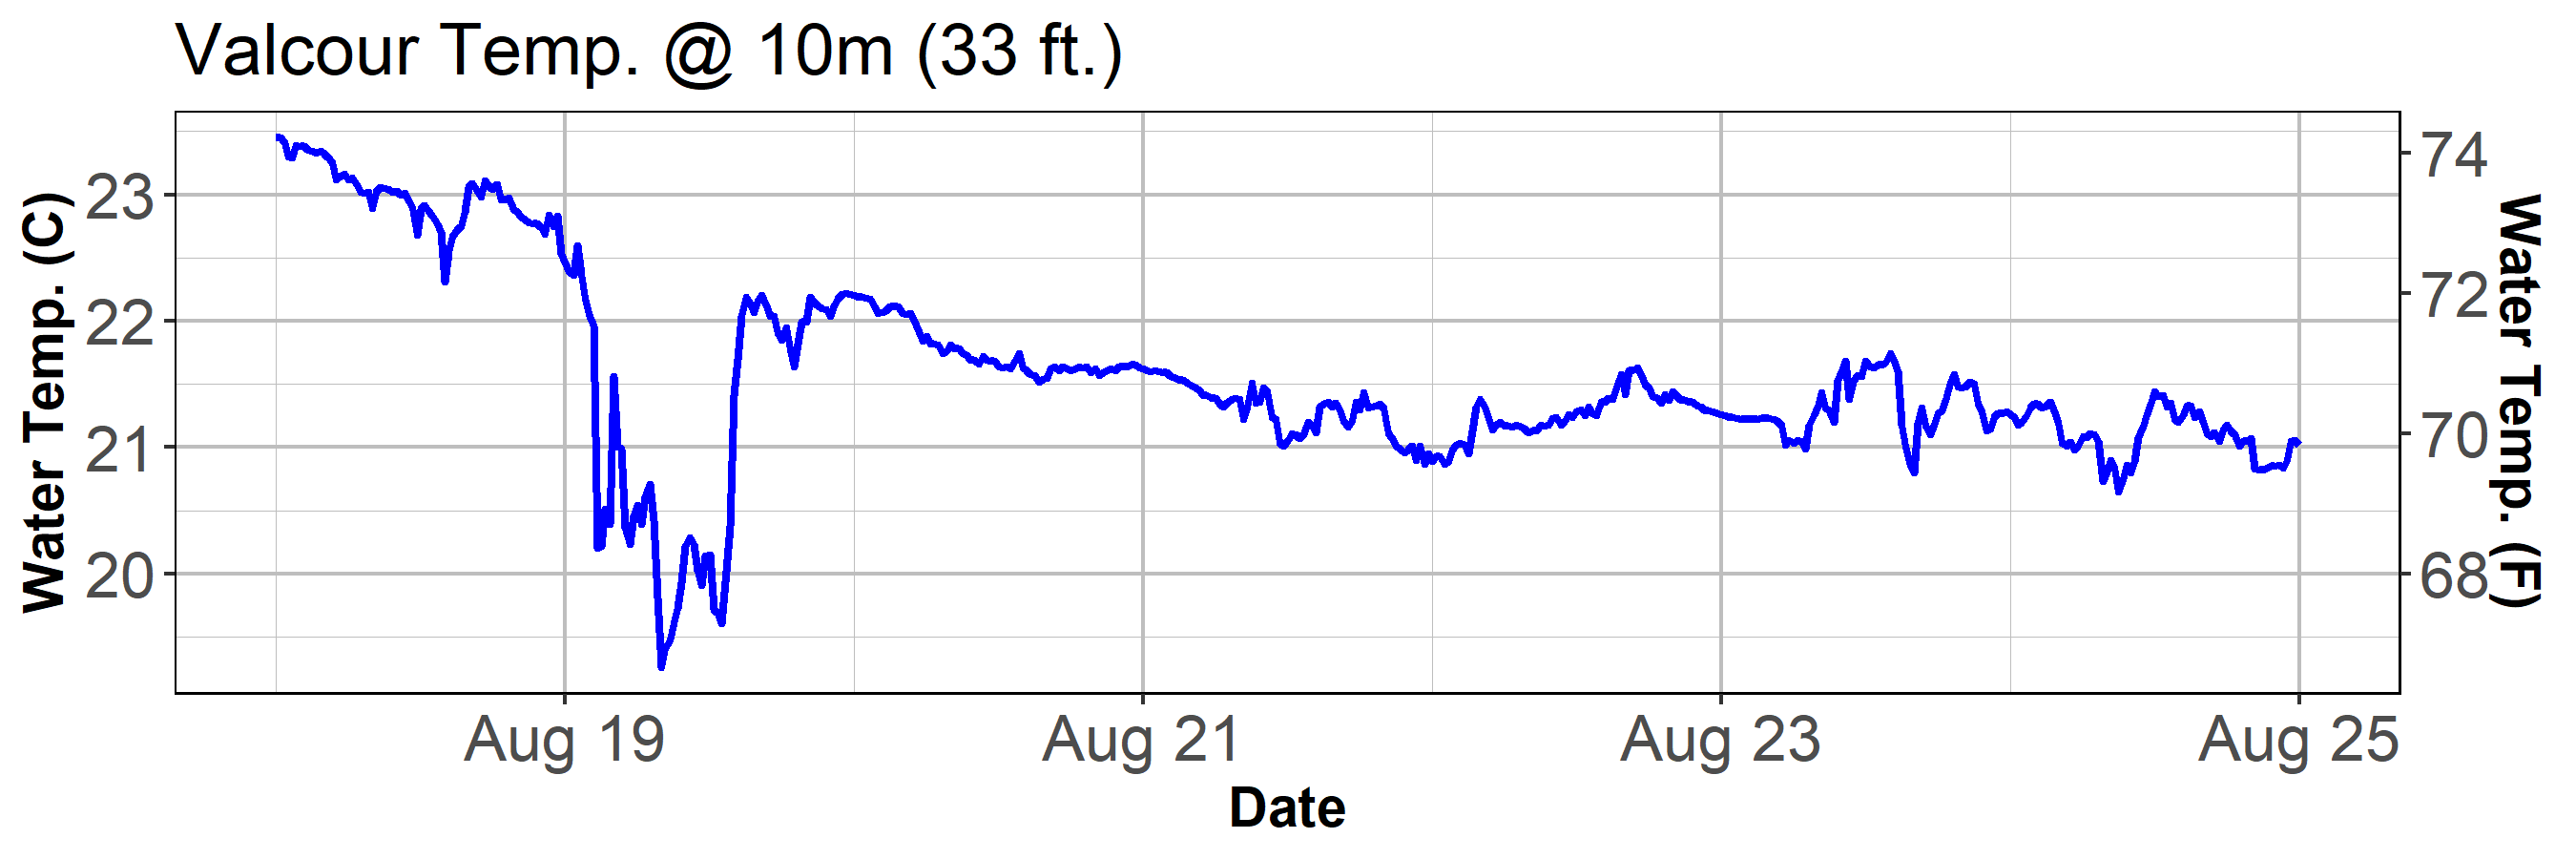 Valcour Temp. @ 10m (33 ft.)
Water Temp. (C)
23
22
21
20
74
72
70
68
Water Temp. (F)
Aug 19 Aug 21 Aug 23 Aug 25
Date